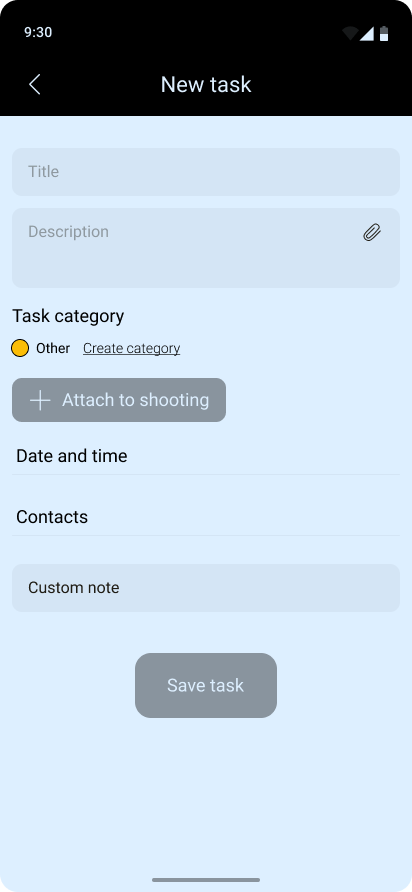 9:30
New task
Title
Description
Task category
Other Create category
Attach to shooting
Date and time
Contacts
Custom note
Save task